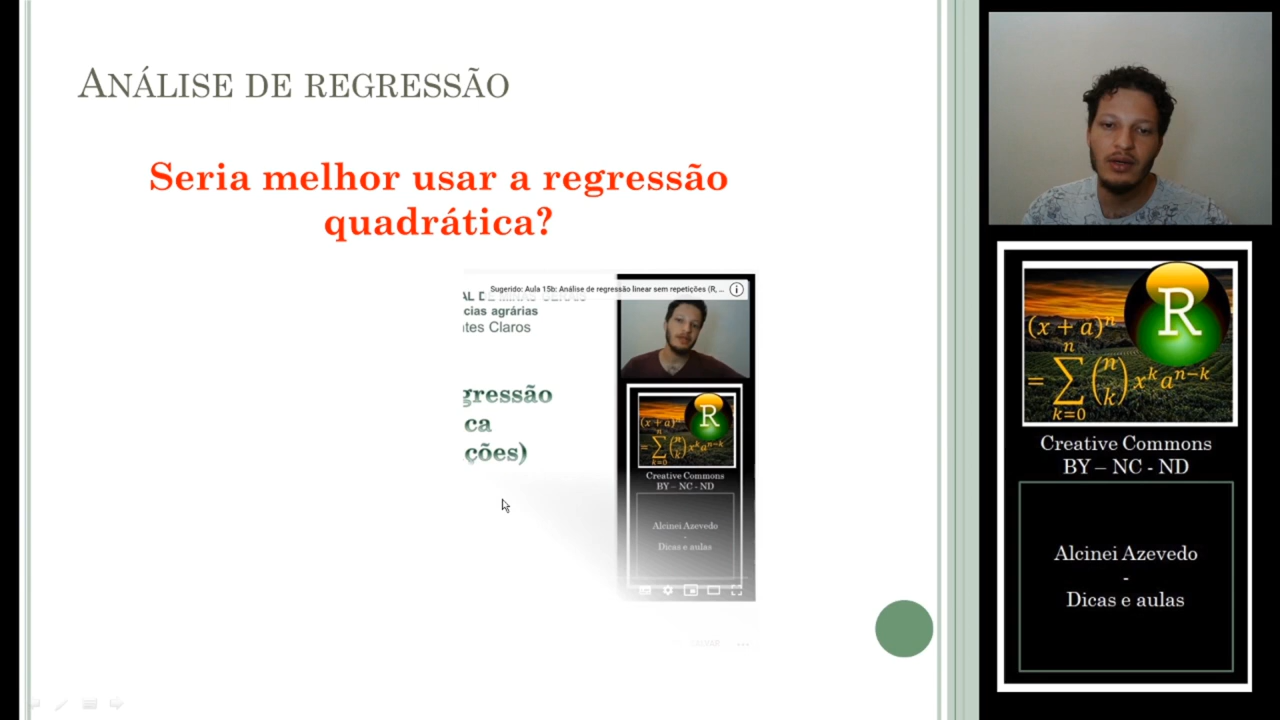 ANÁLISE DE REGRESSÃO
Seria melhor usar a regressão
quadrática?
Sugerido: Aula 15b: Análise de regressão linear sem repetições (R, ...
cias agrárias
tes Claros
gressão
ca
ções)
R
(x + a)^n
= ∑ k=0 n (n k) x^k a^n-k
Creative Commons
BY – NC - ND
Alcinei Azevedo
-
Dicas e aulas
R
(x + a)^n
= ∑ k=0 n (n k) x^k a^n-k
Creative Commons
BY – NC - ND
Alcinei Azevedo
-
Dicas e aulas